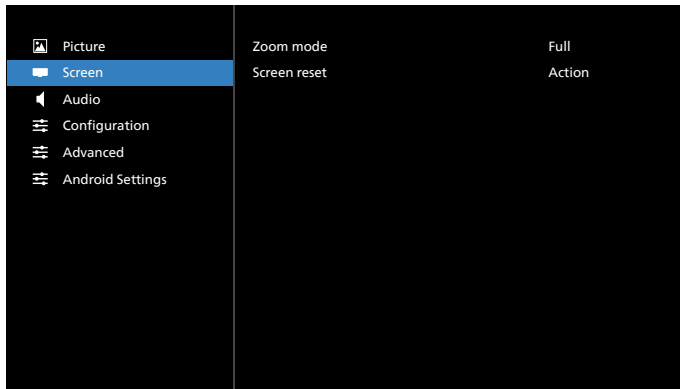 Picture
Screen
Audio
Configuration
Advanced
Android Settings
Zoom mode Full
Screen reset Action